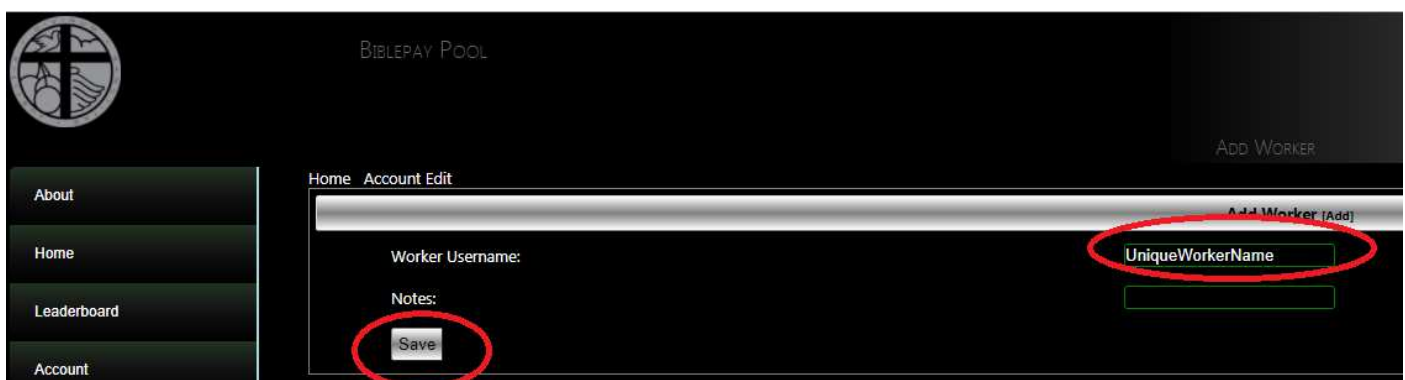 BIBLEPAY POOL
ADD WORKER
Home Account Edit
About
Add Worker [Add]
Home
Worker Username:
UniqueWorkerName
Leaderboard
Notes:
Save
Account